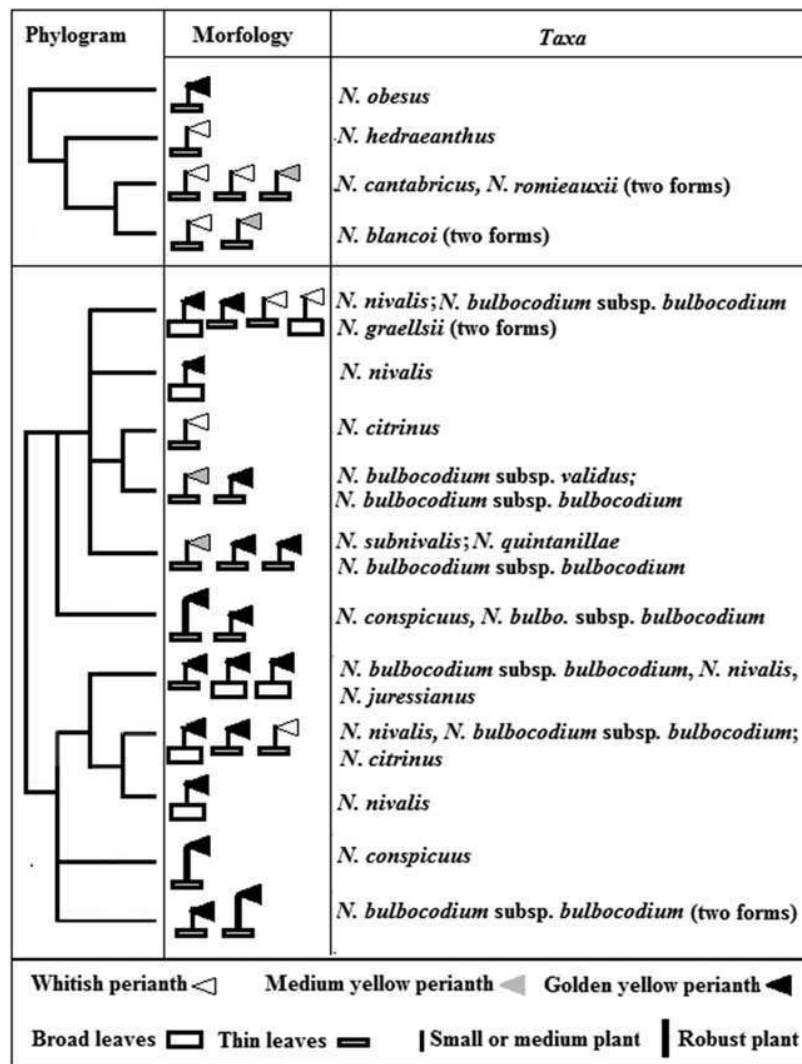 Phylogram Morfology Taxa
N. obesus
N. hedraeanthus
N. cantabricus, N. romieauxii (two forms)
N. blancoi (two forms)
N. nivalis; N. bulbocodium subsp. bulbocodium
N. graellsii (two forms)
N. nivalis
N. citrinus
N. bulbocodium subsp. validus;
N. bulbocodium subsp. bulbocodium
N. subnivalis; N. quintanillae
N. bulbocodium subsp. bulbocodium
N. conspicuus, N. bulbo. subsp. bulbocodium
N. bulbocodium subsp. bulbocodium, N. nivalis,
N. juressianus
N. nivalis, N. bulbocodium subsp. bulbocodium;
N. citrinus
N. nivalis
N. conspicuus
N. bulbocodium subsp. bulbocodium (two forms)
Whitish perianth Medium yellow perianth Golden yellow perianth
Broad leaves Thin leaves Small or medium plant Robust plant